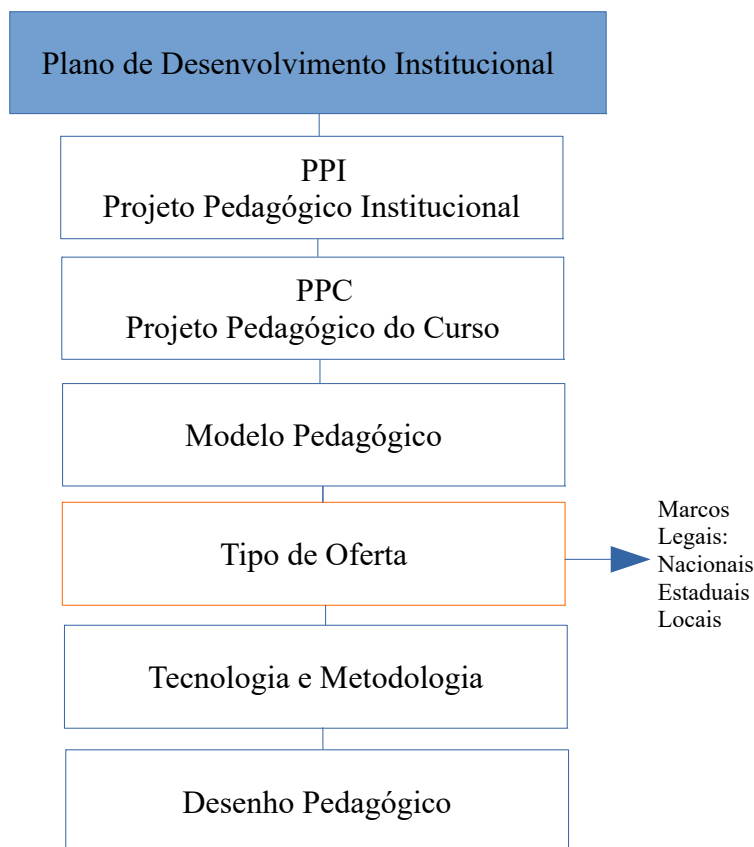 Plano de Desenvolvimento Institucional
PPI
Projeto Pedagógico Institucional
PPC
Projeto Pedagógico do Curso
Modelo Pedagógico
Tipo de Oferta
Marcos
Legais:
Nacionais
Estaduais
Locais
Tecnologia e Metodologia
Desenho Pedagógico